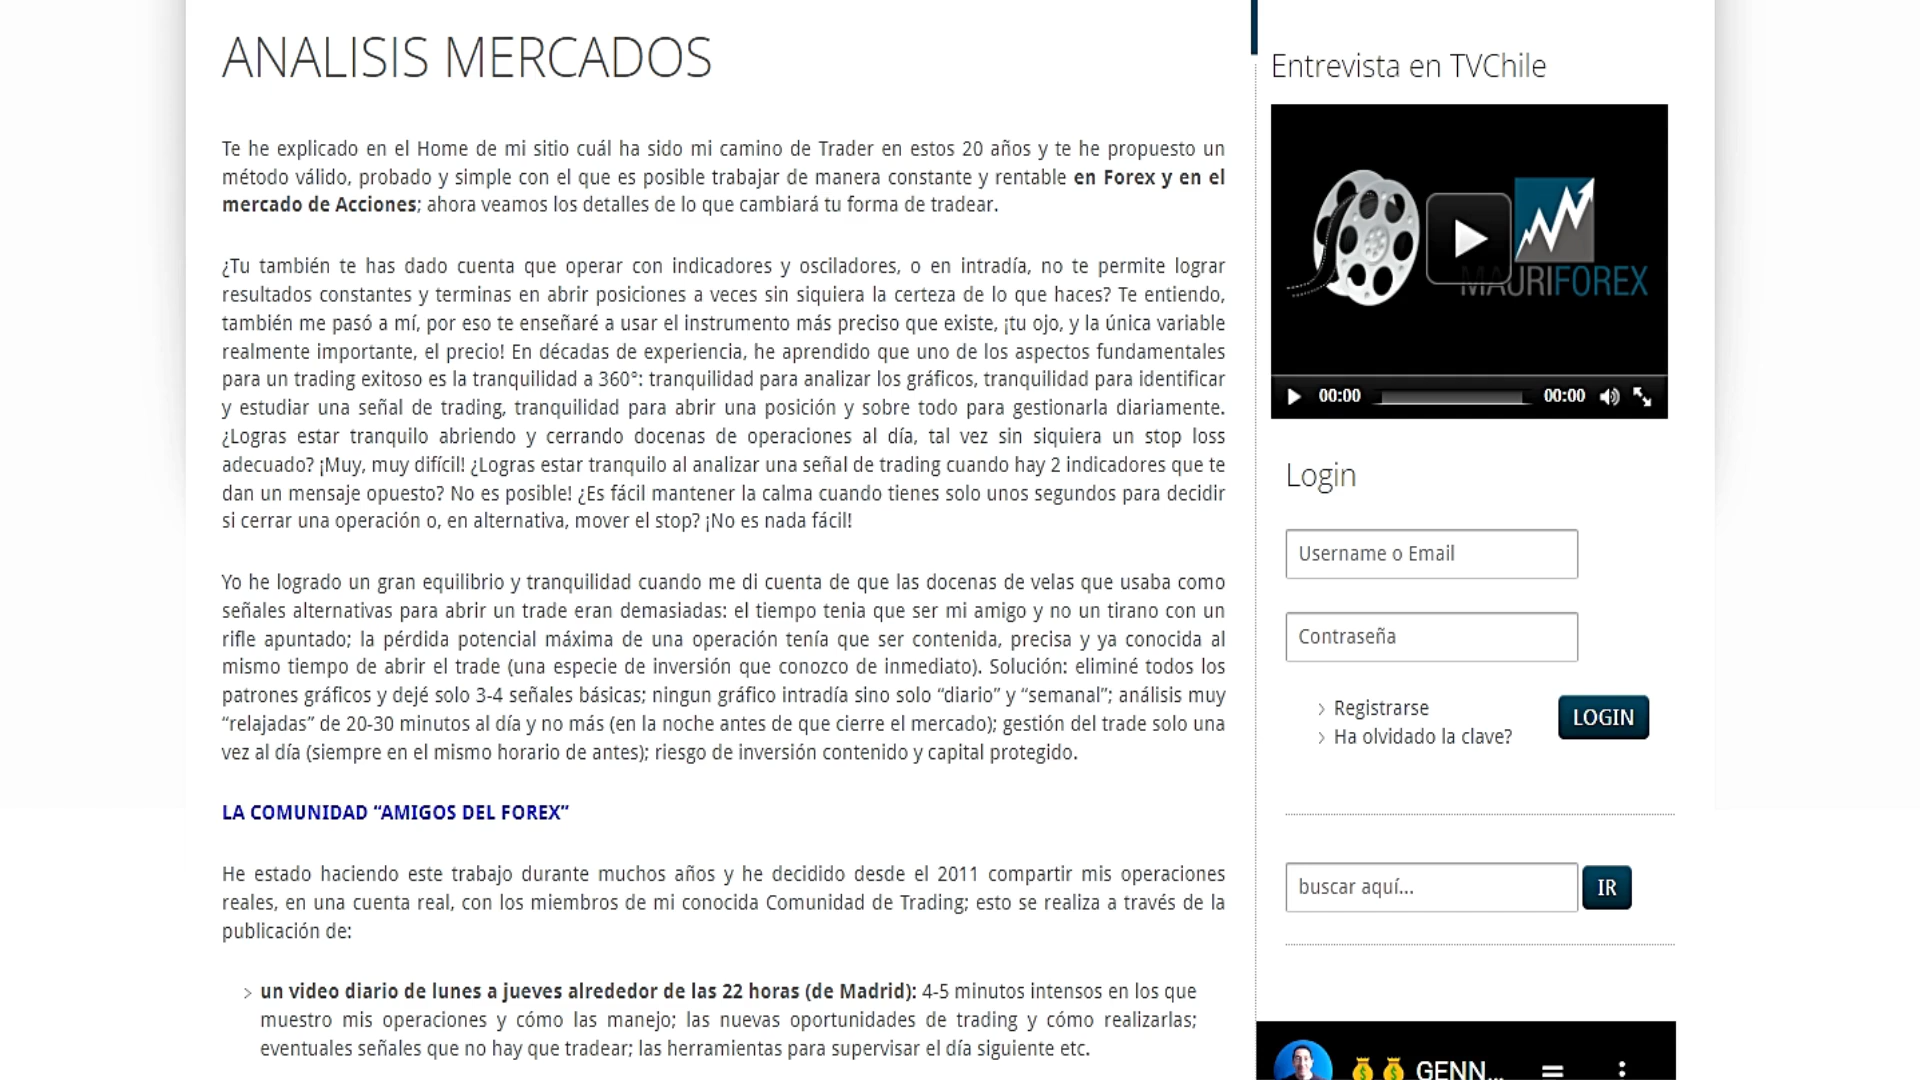 ANALISIS MERCADOS
Te he explicado en el Home de mi sitio cuál ha sido mi camino de Trader en estos 20 años y te he propuesto un
método válido, probado y simple con el que es posible trabajar de manera constante y rentable en Forex y en el
mercado de Acciones; ahora veamos los detalles de lo que cambiará tu forma de tradear.
¿Tu también te has dado cuenta que operar con indicadores y osciladores, o en intradía, no te permite lograr
resultados constantes y terminas en abrir posiciones a veces sin siquiera la certeza de lo que haces? Te entiendo,
también me pasó a mí, por eso te enseñaré a usar el instrumento más preciso que existe, ¡tu ojo, y la única variable
realmente importante, el precio! En décadas de experiencia, he aprendido que uno de los aspectos fundamentales
para un trading exitoso es la tranquilidad a 360°: tranquilidad para analizar los gráficos, tranquilidad para identificar
y estudiar una señal de trading, tranquilidad para abrir una posición y sobre todo para gestionarla diariamente.
¿Logras estar tranquilo abriendo y cerrando docenas de operaciones al día, tal vez sin siquiera un stop loss
adecuado? ¡Muy, muy difícil! ¿Logras estar tranquilo al analizar una señal de trading cuando hay 2 indicadores que te
dan un mensaje opuesto? No es posible! ¿Es fácil mantener la calma cuando tienes solo unos segundos para decidir
si cerrar una operación o, en alternativa, mover el stop? ¡No es nada fácil!
Yo he logrado un gran equilibrio y tranquilidad cuando me di cuenta de que las docenas de velas que usaba como
señales alternativas para abrir un trade eran demasiadas: el tiempo tenia que ser mi amigo y no un tirano con un
rifle apuntado; la pérdida potencial máxima de una operación tenía que ser contenida, precisa y ya conocida al
mismo tiempo de abrir el trade (una especie de inversión que conozco de inmediato). Solución: eliminé todos los
patrones gráficos y dejé solo 3-4 señales básicas; ningun gráfico intradía sino solo “diario” y “semanal”; análisis muy
“relajadas” de 20-30 minutos al día y no más (en la noche antes de que cierre el mercado); gestión del trade solo una
vez al día (siempre en el mismo horario de antes); riesgo de inversión contenido y capital protegido.
LA COMUNIDAD “AMIGOS DEL FOREX”
He estado haciendo este trabajo durante muchos años y he decidido desde el 2011 compartir mis operaciones
reales, en una cuenta real, con los miembros de mi conocida Comunidad de Trading; esto se realiza a través de la
publicación de:
un video diario de lunes a jueves alrededor de las 22 horas (de Madrid): 4-5 minutos intensos en los que
muestro mis operaciones y cómo las manejo; las nuevas oportunidades de trading y cómo realizarlas;
eventuales señales que no hay que tradear; las herramientas para supervisar el día siguiente etc.
Entrevista en TVChile
MAURIFOREX
00:00 00:00
Login
Username o Email
Contraseña
Registrarse
Ha olvidado la clave?
LOGIN
buscar aquí...
IR
GENN...